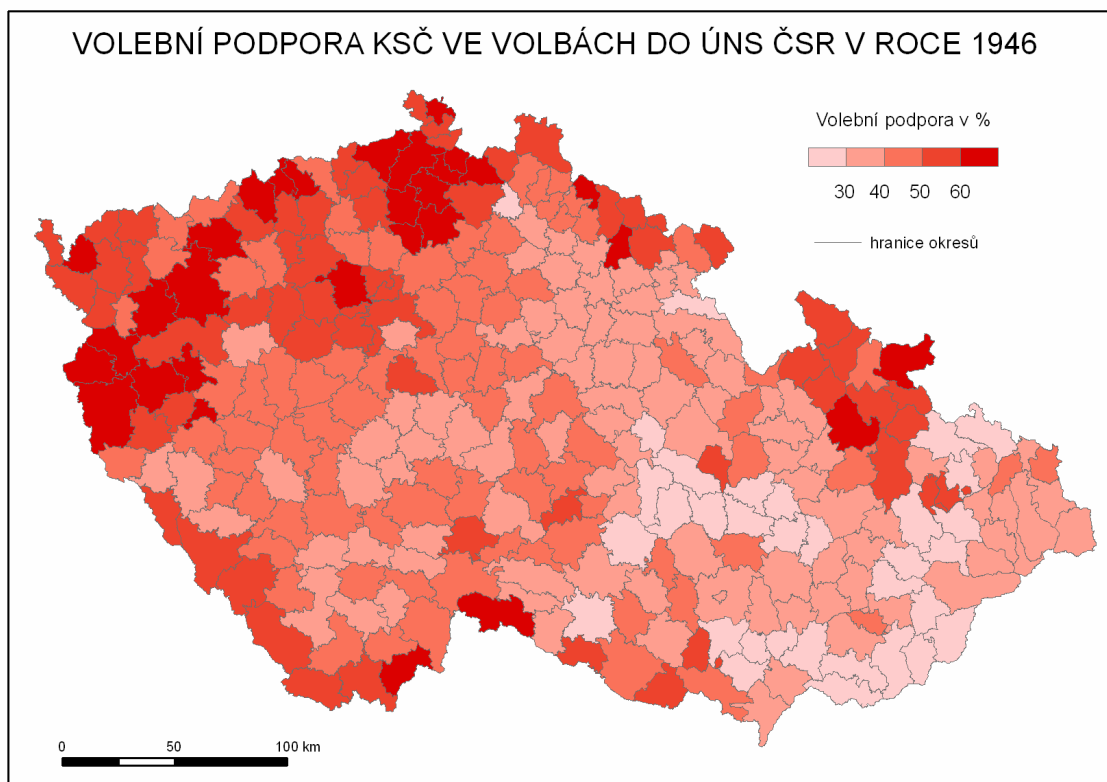 VOLEBNÍ PODPORA KSČ VE VOLBÁCH DO ÚNS ČSR V ROCE 1946
Volební podpora v %
30 40 50 60
hranice okresů
0 50 100 km